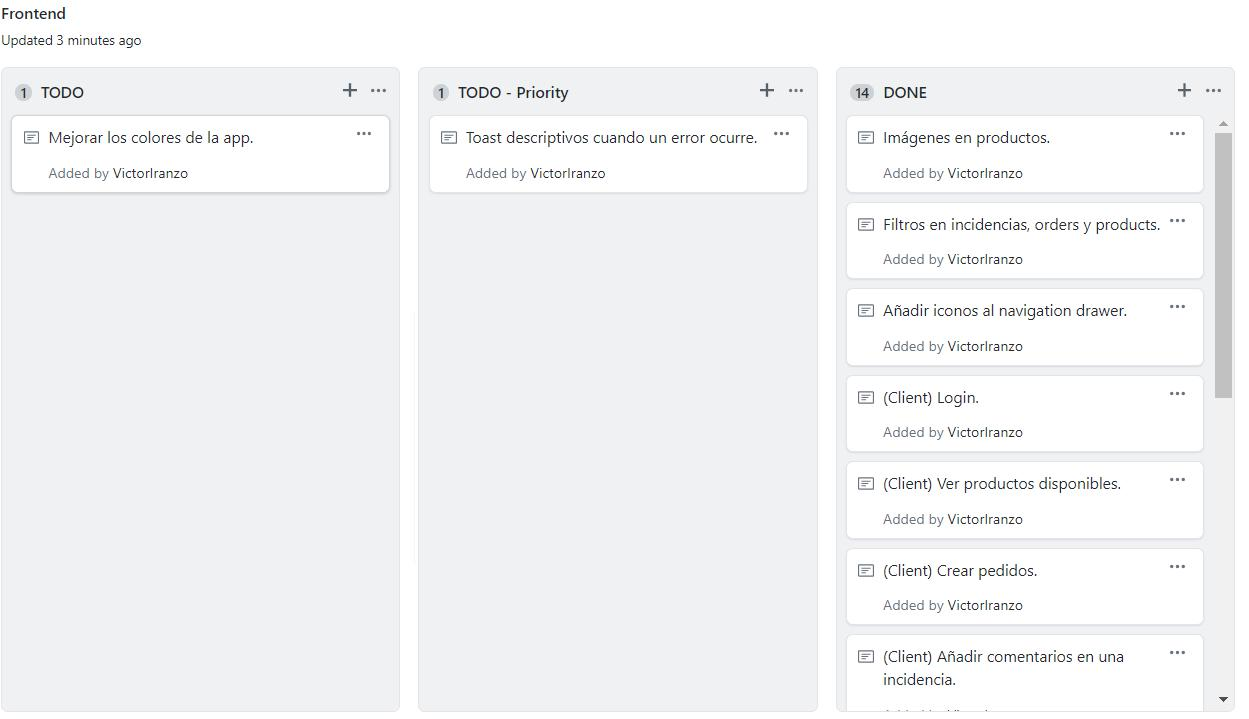 Frontend
Updated 3 minutes ago
1 TODO
Mejorar los colores de la app.
Added by VictorIranzo
1 TODO - Priority
Toast descriptivos cuando un error ocurre.
Added by VictorIranzo
14 DONE
Imágenes en productos.
Added by VictorIranzo
Filtros en incidencias, orders y products.
Added by VictorIranzo
Añadir iconos al navigation drawer.
Added by VictorIranzo
(Client) Login.
Added by VictorIranzo
(Client) Ver productos disponibles.
Added by VictorIranzo
(Client) Crear pedidos.
Added by VictorIranzo
(Client) Añadir comentarios en una
incidencia.